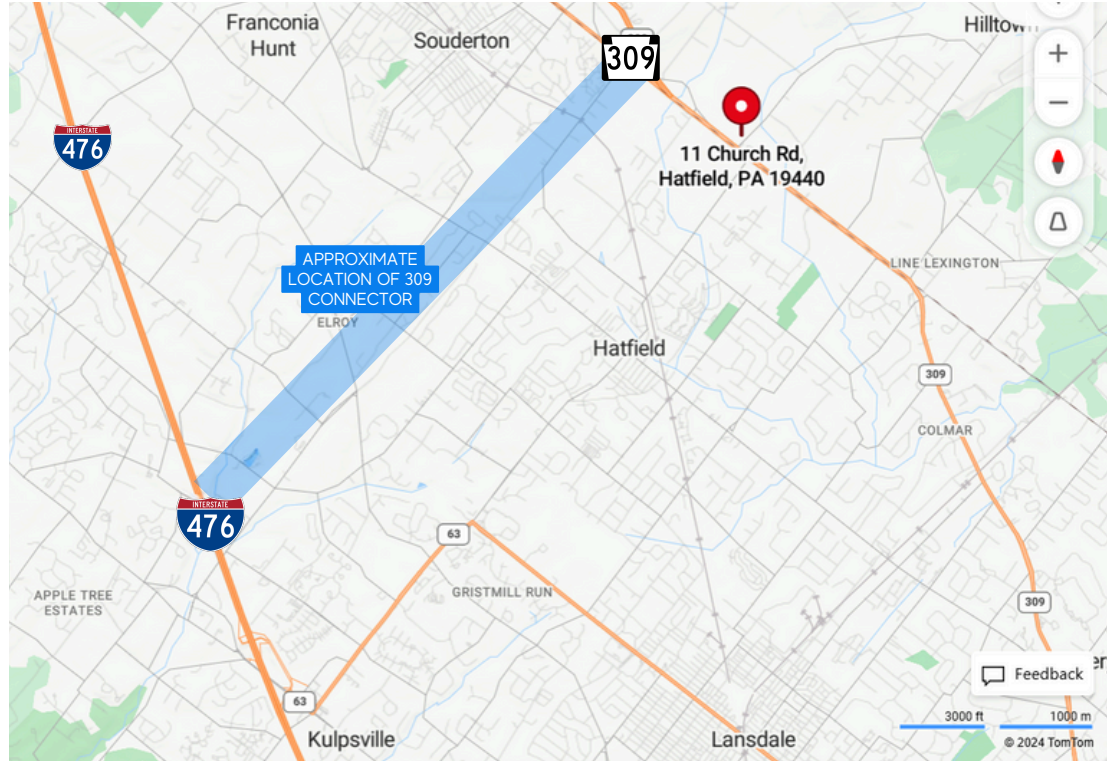 Franconia
Hunt
Souderton
Hilltown
309
INTERSTATE
476
11 Church Rd,
Hatfield, PA 19440
APPROXIMATE
LOCATION OF 309
CONNECTOR
LINE LEXINGTON
ELROY
Hatfield
309
COLMAR
INTERSTATE
476
63
GRISTMILL RUN
APPLE TREE
ESTATES
309
Feedback
63
3000 ft
1000 m
Kulpsville
Lansdale
© 2024 TomTom